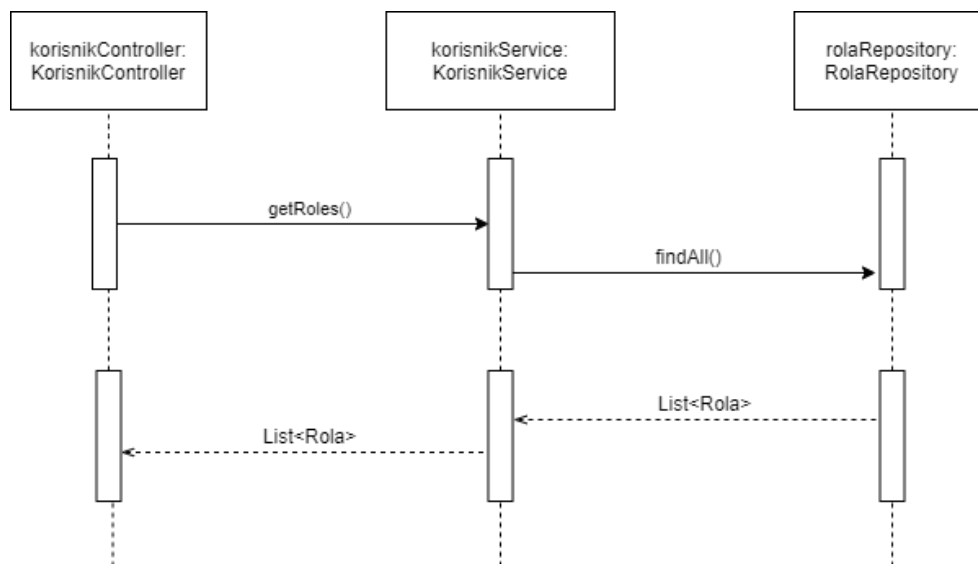 korisnikController:
KorisnikController
korisnikService:
KorisnikService
rolaRepository:
RolaRepository
getRoles()
findAll()
List<Rola>
List<Rola>